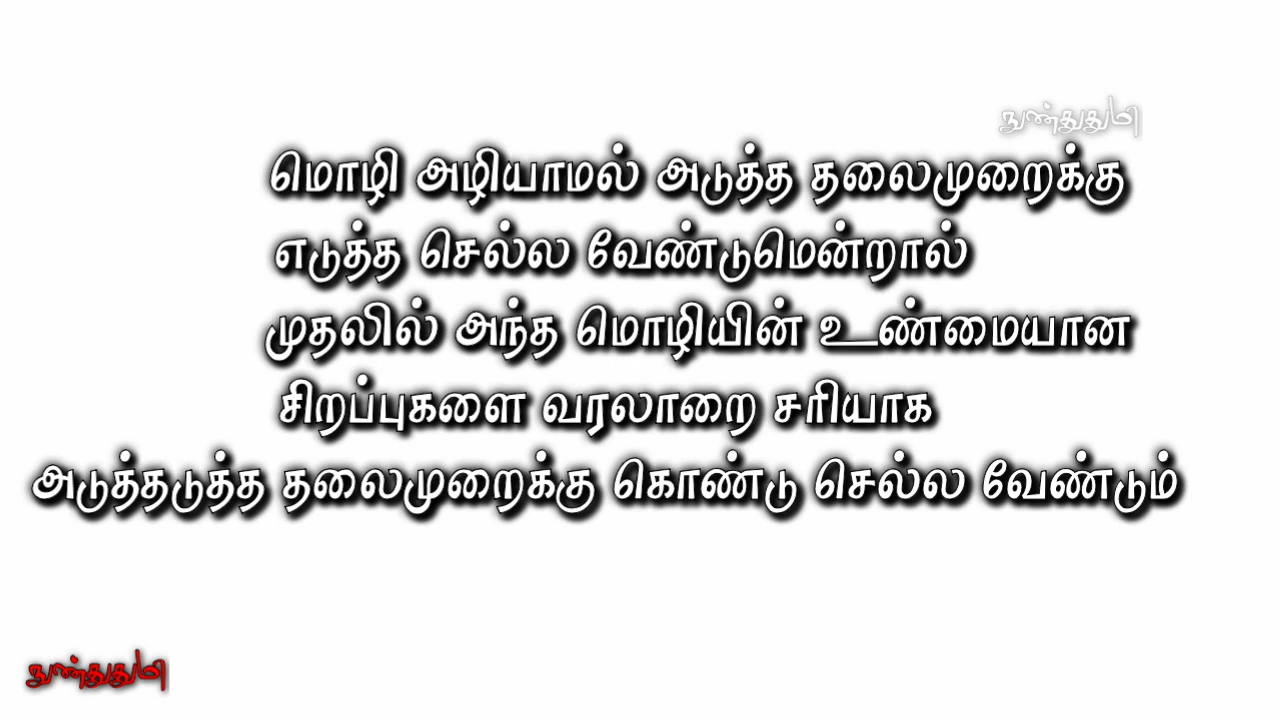 நுண்துதுமி
மொழி அழியாமல் அடுத்த தலைமுறைக்கு
எடுத்த செல்ல வேண்டுமென்றால்
முதலில் அந்த மொழியின் உண்மையான
சிறப்புகளை வரலாறை சரியாக
அடுத்தடுத்த தலைமுறைக்கு கொண்டு செல்ல வேண்டும்
நுண்துதுமி